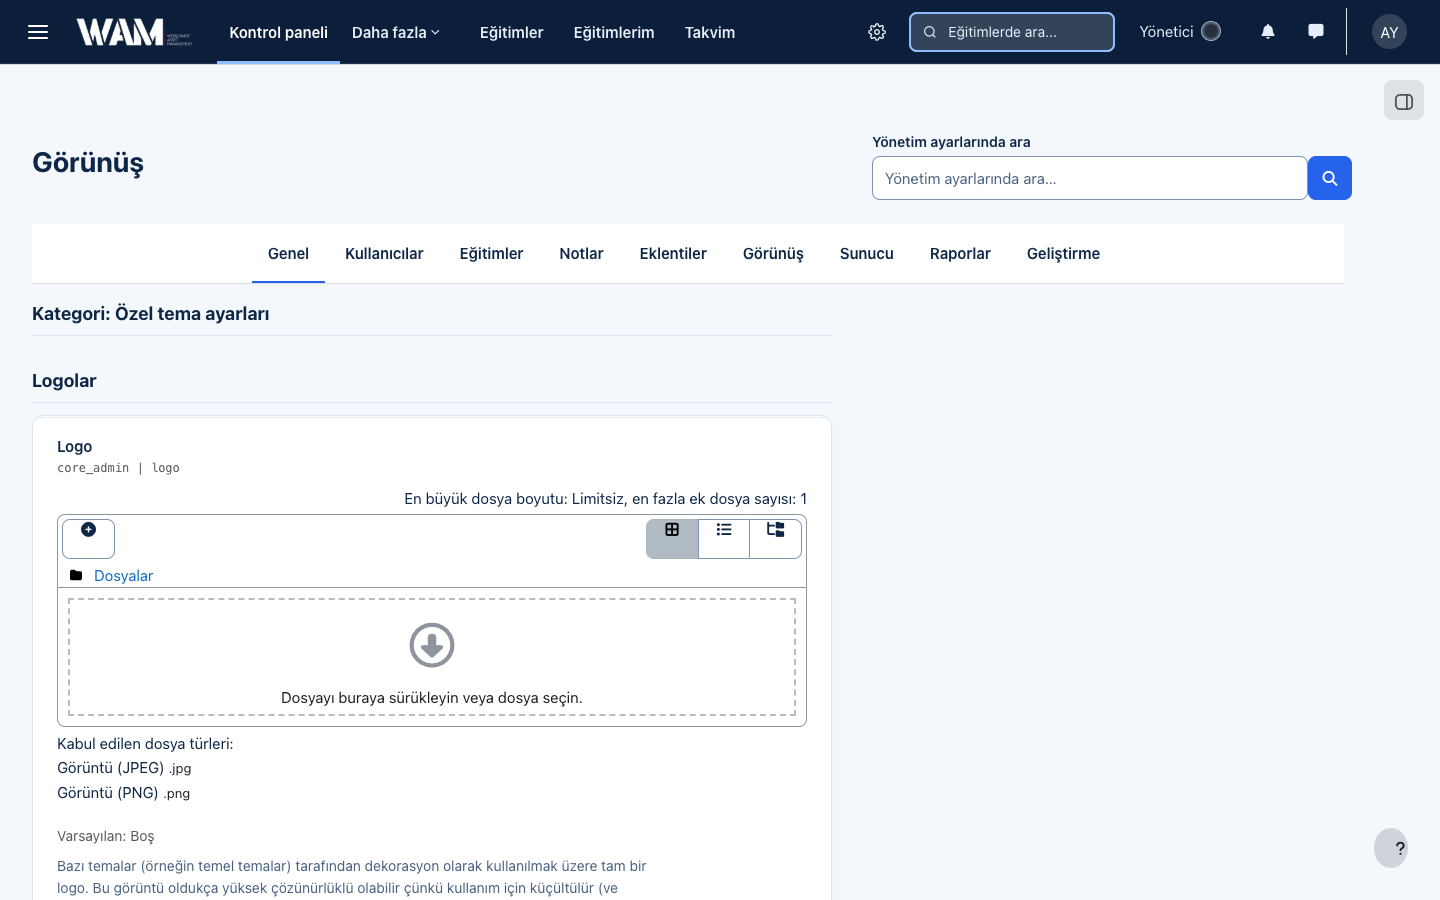 WAM WORLDWIDE ASSET MANAGEMENT
Kontrol paneli
Daha fazla
Eğitimler
Eğitimlerim
Takvim
Eğitimlerde ara...
Yönetici
AY
Görünüş
Yönetim ayarlarında ara
Yönetim ayarlarında ara...
Genel
Kullanıcılar
Eğitimler
Notlar
Eklentiler
Görünüş
Sunucu
Raporlar
Geliştirme
Kategori: Özel tema ayarları
Logolar
Logo
core_admin | logo
En büyük dosya boyutu: Limitsiz, en fazla ek dosya sayısı: 1
Dosyalar
Dosyayı buraya sürükleyin veya dosya seçin.
Kabul edilen dosya türleri:
Görüntü (JPEG) .jpg
Görüntü (PNG) .png
Varsayılan: Boş
Bazı temalar (örneğin temel temalar) tarafından dekorasyon olarak kullanılmak üzere tam bir
logo. Bu görüntü oldukça yüksek çözünürlüklü olabilir çünkü kullanım için küçültülür (ve
?